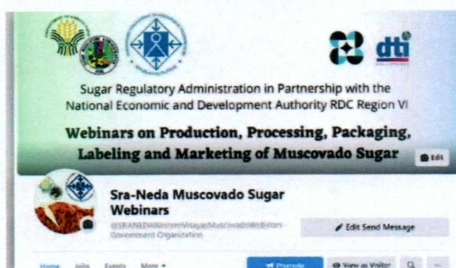 dti
Sugar Regulatory Administration in Partnership with the
National Economic and Development Authority RDC Region VI
Webinars on Production, Processing, Packaging,
Labeling and Marketing of Muscovado Sugar
Edit
Sra-Neda Muscovado Sugar
Webinars
@SRANEDAWesternVisayasMuscovadoWebinars ·
Government Organization
Edit Send Message
Home Jobs Events More
Promote View as Visitor